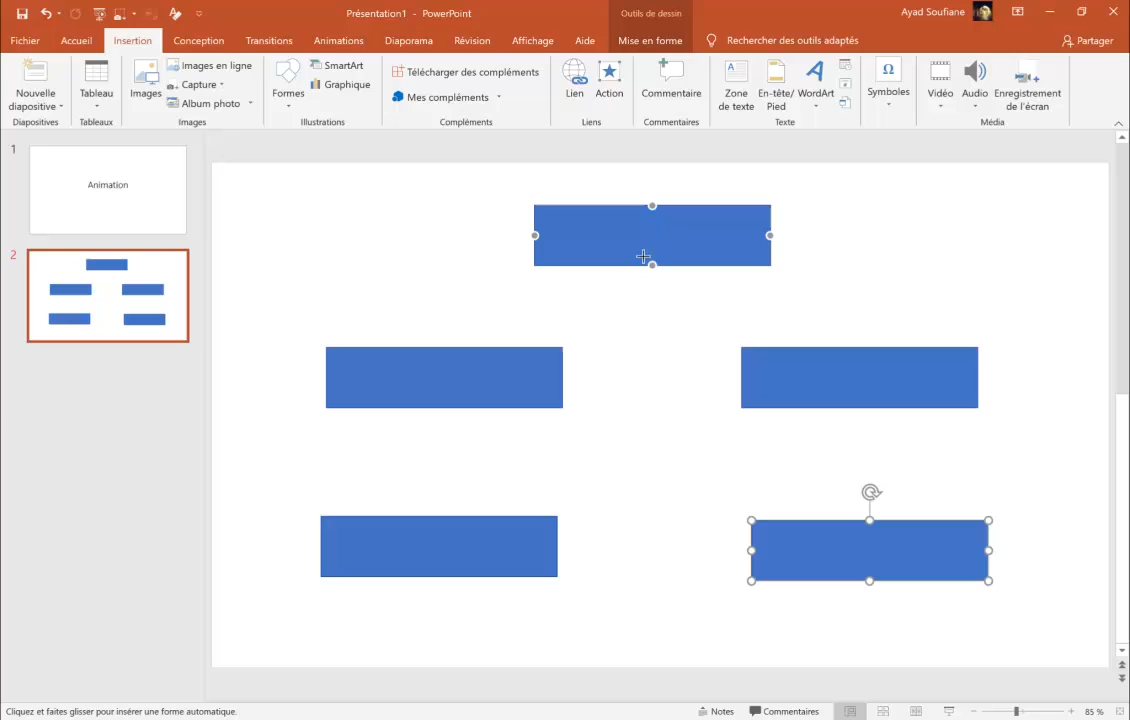 Présentation1 - PowerPoint
Outils de dessin
Ayad Soufiane
Fichier Accueil Insertion Conception Transitions Animations Diaporama Révision Affichage Aide Mise en forme Rechercher des outils adaptés Partager
Nouvelle diapositive
Diapositives
Tableau
Tableaux
Images
Images en ligne
Capture
Album photo
Images
Formes
SmartArt
Graphique
Illustrations
Télécharger des compléments
Mes compléments
Compléments
Lien
Action
Liens
Commentaire
Commentaires
Zone de texte
En-tête/ Pied
WordArt
Texte
Ω
Symboles
Vidéo
Audio
Enregistrement de l'écran
Média
1
Animation
2
Cliquez et faites glisser pour insérer une forme automatique.
Notes
Commentaires
85 %